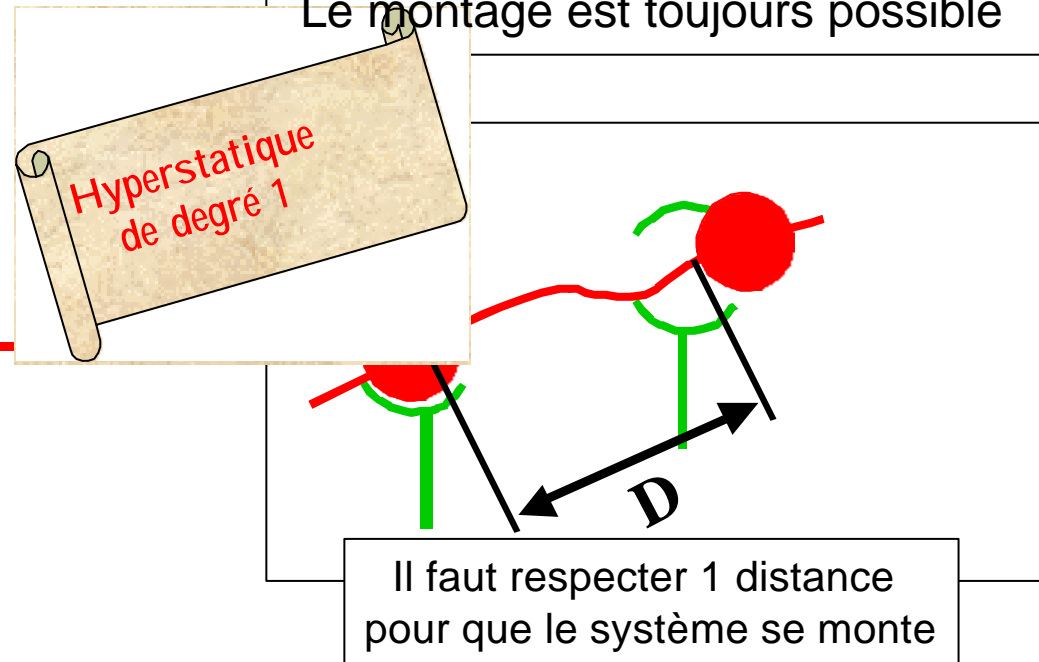 Le montage est toujours possible
Hyperstatique
de degré 1
D
Il faut respecter 1 distance
pour que le système se monte